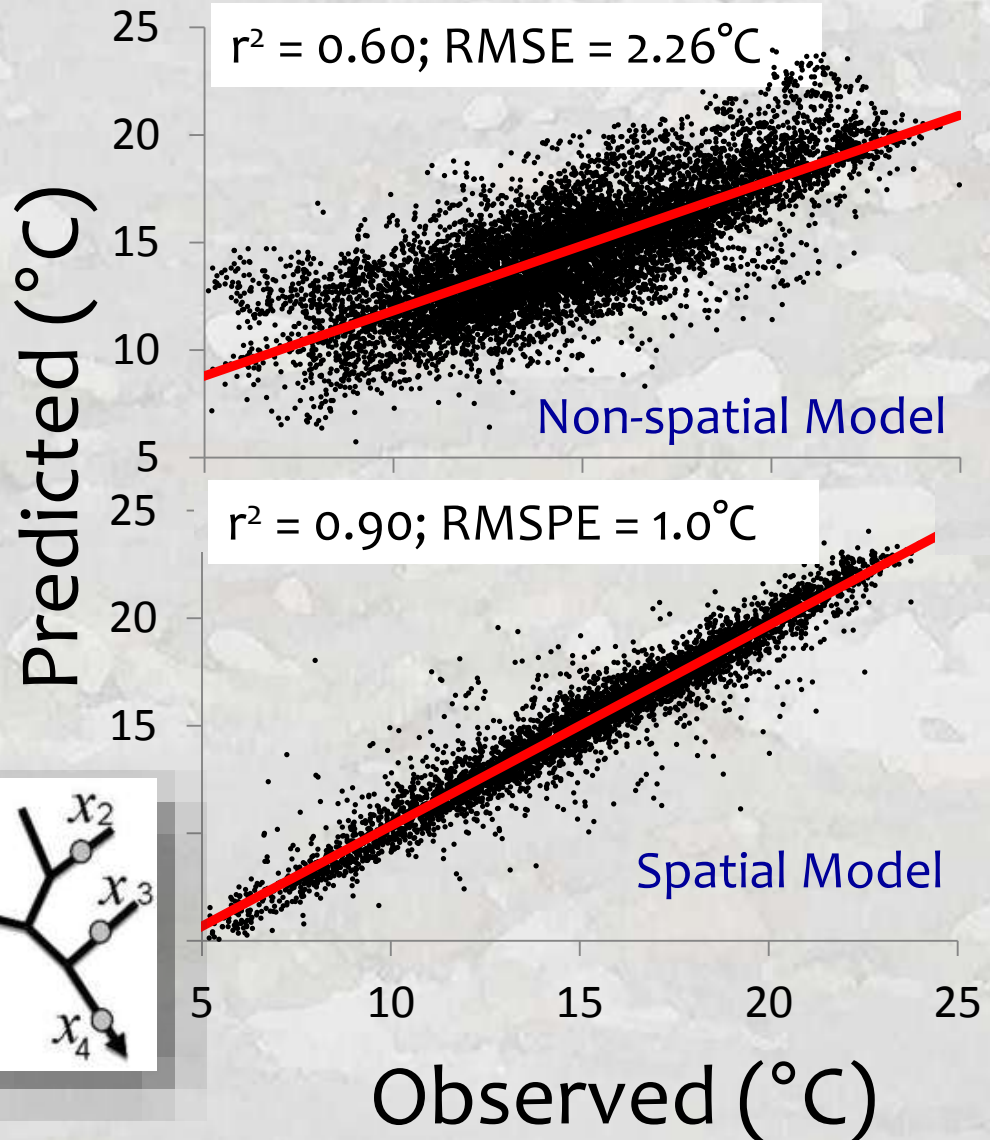 25
r² = 0.60; RMSE = 2.26°C
20
15
10
5
Non-spatial Model
Predicted (°C)
25
r² = 0.90; RMSPE = 1.0°C
20
15
Spatial Model
x2
x3
x4
5 10 15 20 25
Observed (°C)